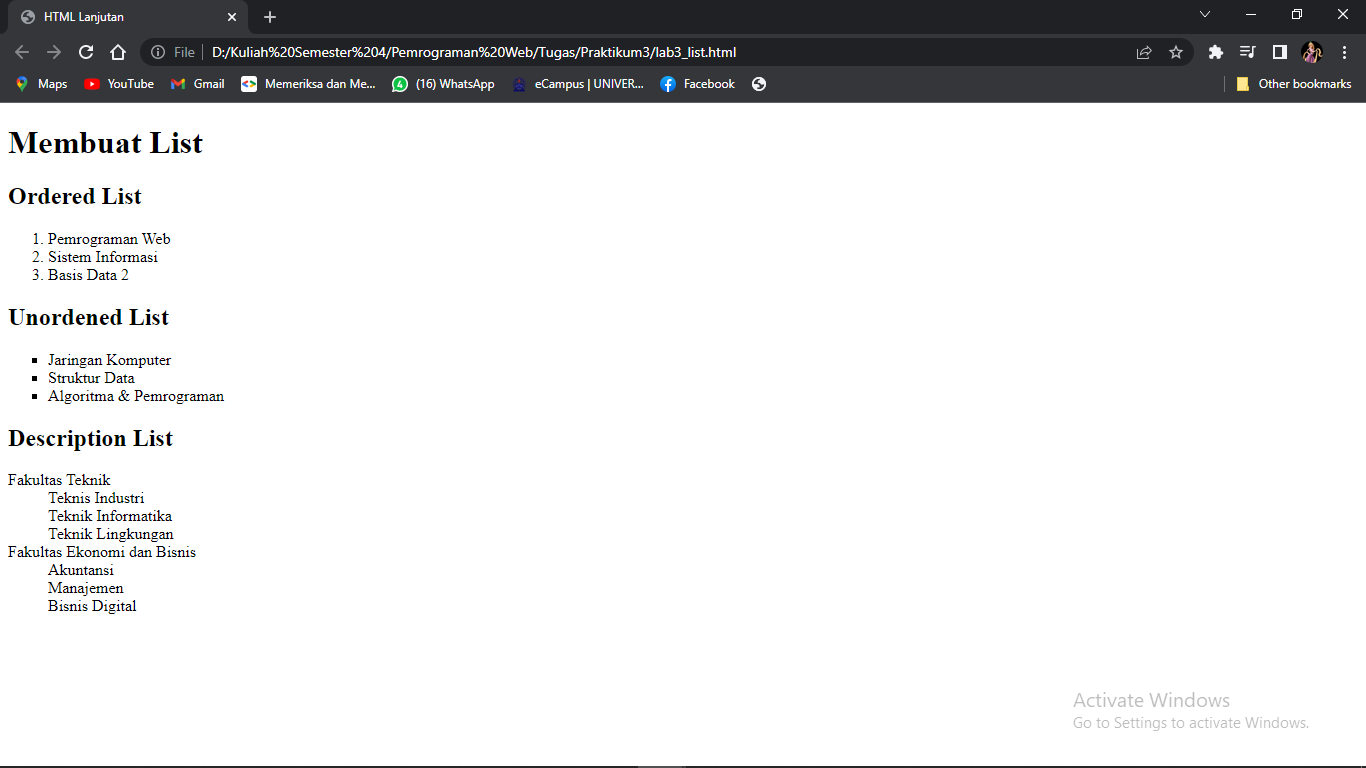 HTML Lanjutan
File D:/Kuliah%20Semester%204/Pemrograman%20Web/Tugas/Praktikum3/lab3_list.html
Maps YouTube Gmail Memeriksa dan Me... 4 (16) WhatsApp eCampus | UNIVER... Facebook Other bookmarks
Membuat List
Ordered List
1. Pemrograman Web
2. Sistem Informasi
3. Basis Data 2
Unordened List
Jaringan Komputer
Struktur Data
Algoritma & Pemrograman
Description List
Fakultas Teknik
Teknis Industri
Teknik Informatika
Teknik Lingkungan
Fakultas Ekonomi dan Bisnis
Akuntansi
Manajemen
Bisnis Digital
Activate Windows
Go to Settings to activate Windows.